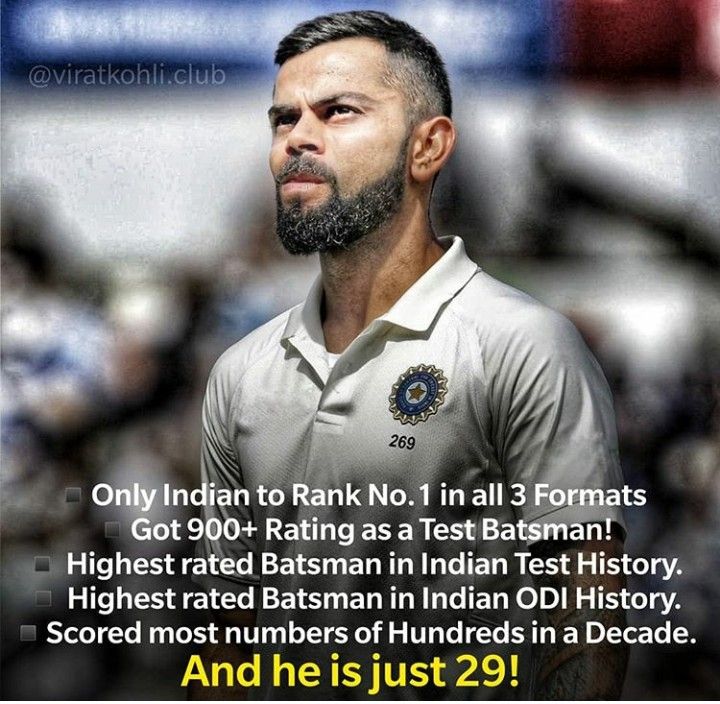 @viratkohli.club
269
▪ Only Indian to Rank No.1 in all 3 Formats
▪ Got 900+ Rating as a Test Batsman!
▪ Highest rated Batsman in Indian Test History.
▪ Highest rated Batsman in Indian ODI History.
▪ Scored most numbers of Hundreds in a Decade.
And he is just 29!